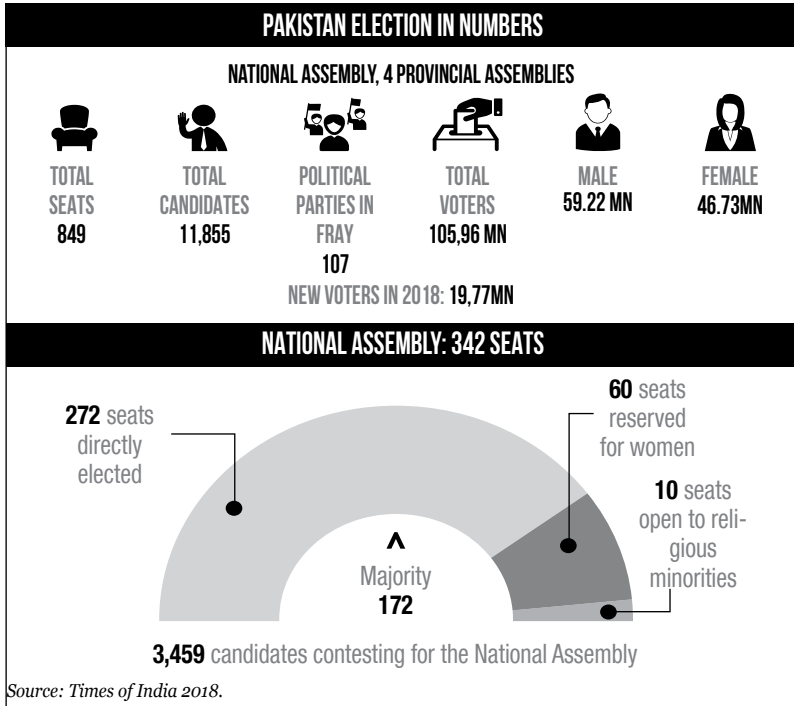 PAKISTAN ELECTION IN NUMBERS
NATIONAL ASSEMBLY, 4 PROVINCIAL ASSEMBLIES
TOTAL
SEATS
849
TOTAL
CANDIDATES
11,855
POLITICAL
PARTIES IN
FRAY
107
TOTAL
VOTERS
105,96 MN
MALE
59.22 MN
FEMALE
46.73MN
NEW VOTERS IN 2018: 19,77MN
NATIONAL ASSEMBLY: 342 SEATS
272 seats
directly
elected
60 seats
reserved
for women
10 seats
open to reli-
gious
minorities
Majority
172
3,459 candidates contesting for the National Assembly
Source: Times of India 2018.